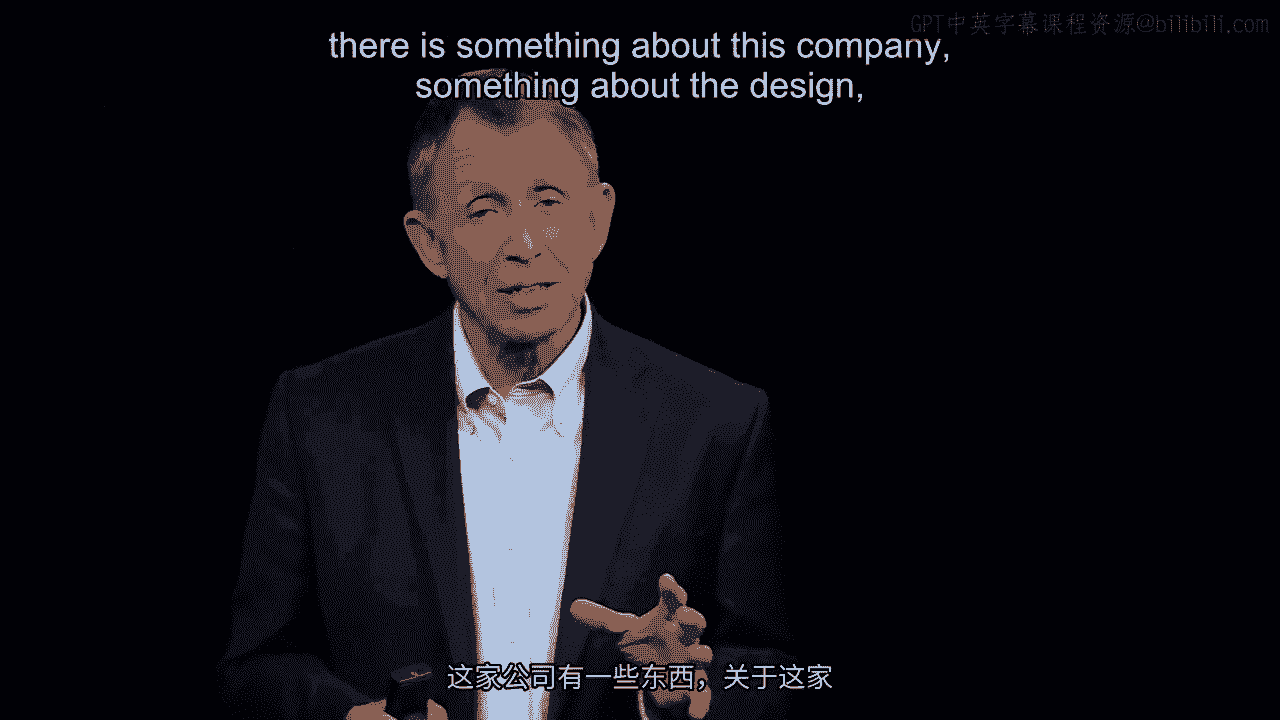 GPT中英字幕课程资源@bilibili.com
there is something about this company,
something about the design,
这家公司有一些东西，关于这家